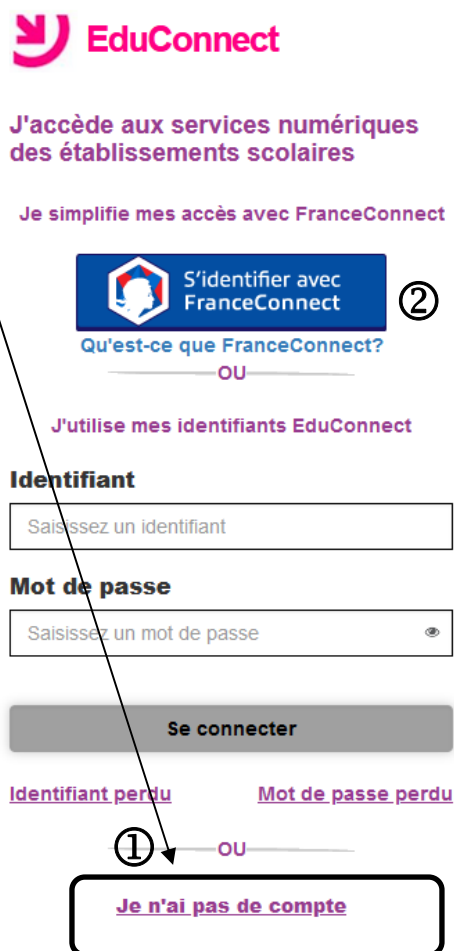 EduConnect
J'accède aux services numériques
des établissements scolaires
Je simplifie mes accès avec FranceConnect
S'identifier avec
FranceConnect
②
Qu'est-ce que FranceConnect?
OU
J'utilise mes identifiants EduConnect
Identifiant
Saisissez un identifiant
Mot de passe
Saisissez un mot de passe
Se connecter
Identifiant perdu Mot de passe perdu
① OU
Je n'ai pas de compte